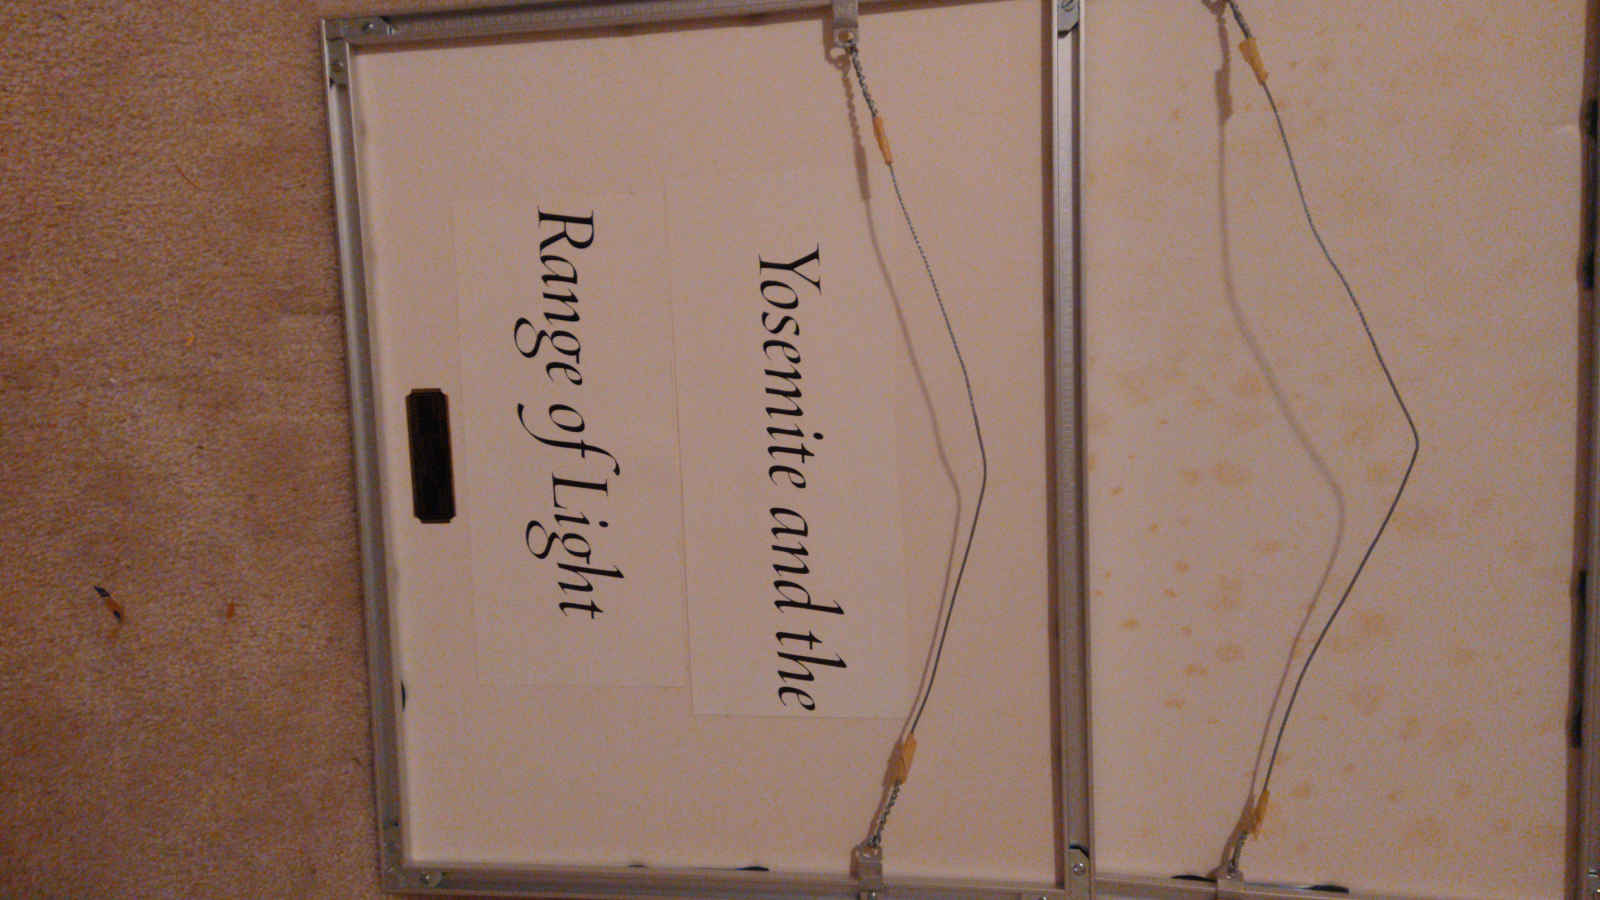 Yosemite and the
Range of Light